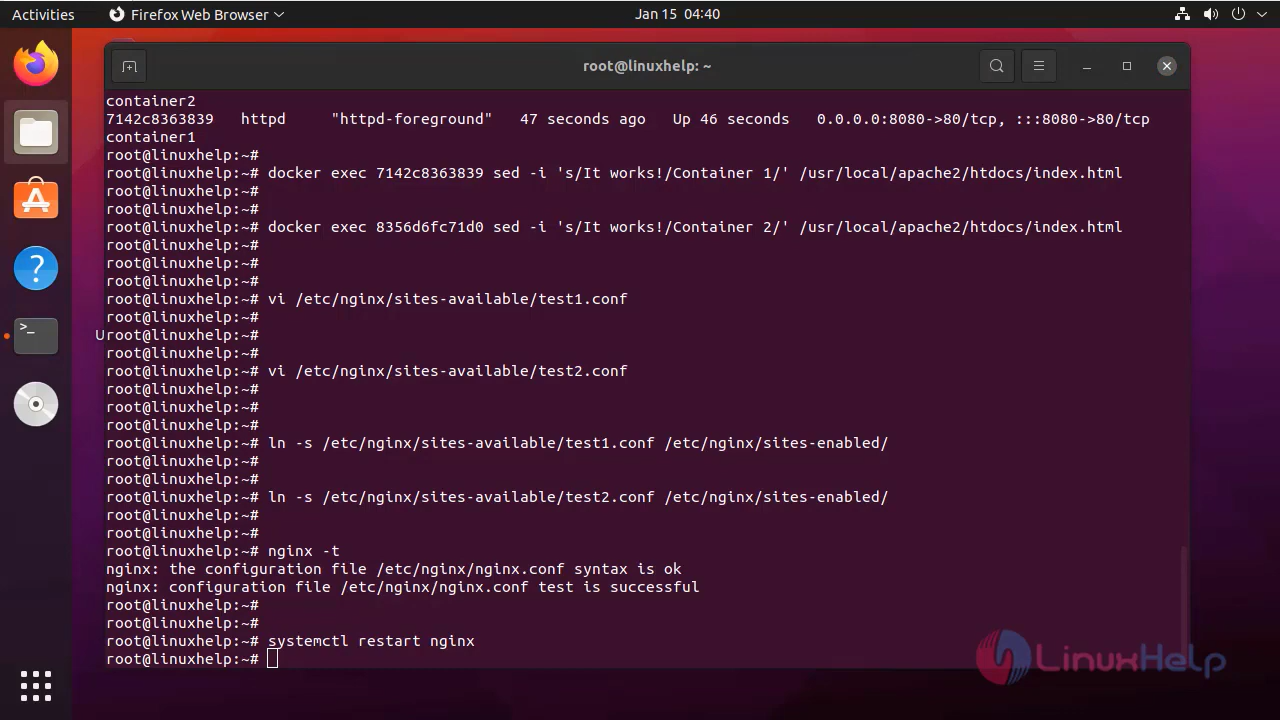 Activities Firefox Web Browser Jan 15 04:40
root@linuxhelp: ~
container2
7142c8363839 httpd "httpd-foreground" 47 seconds ago Up 46 seconds 0.0.0.0:8080->80/tcp, :::8080->80/tcp
container1
root@linuxhelp:~#
root@linuxhelp:~# docker exec 7142c8363839 sed -i 's/It works!/Container 1/' /usr/local/apache2/htdocs/index.html
root@linuxhelp:~#
root@linuxhelp:~#
root@linuxhelp:~# docker exec 8356d6fc71d0 sed -i 's/It works!/Container 2/' /usr/local/apache2/htdocs/index.html
root@linuxhelp:~#
root@linuxhelp:~#
root@linuxhelp:~#
root@linuxhelp:~# vi /etc/nginx/sites-available/test1.conf
root@linuxhelp:~#
U
root@linuxhelp:~#
root@linuxhelp:~#
root@linuxhelp:~# vi /etc/nginx/sites-available/test2.conf
root@linuxhelp:~#
root@linuxhelp:~#
root@linuxhelp:~#
root@linuxhelp:~# ln -s /etc/nginx/sites-available/test1.conf /etc/nginx/sites-enabled/
root@linuxhelp:~#
root@linuxhelp:~#
root@linuxhelp:~# ln -s /etc/nginx/sites-available/test2.conf /etc/nginx/sites-enabled/
root@linuxhelp:~#
root@linuxhelp:~#
root@linuxhelp:~# nginx -t
nginx: the configuration file /etc/nginx/nginx.conf syntax is ok
nginx: configuration file /etc/nginx/nginx.conf test is successful
root@linuxhelp:~#
root@linuxhelp:~#
root@linuxhelp:~# systemctl restart nginx
root@linuxhelp:~#
LinuxHelp